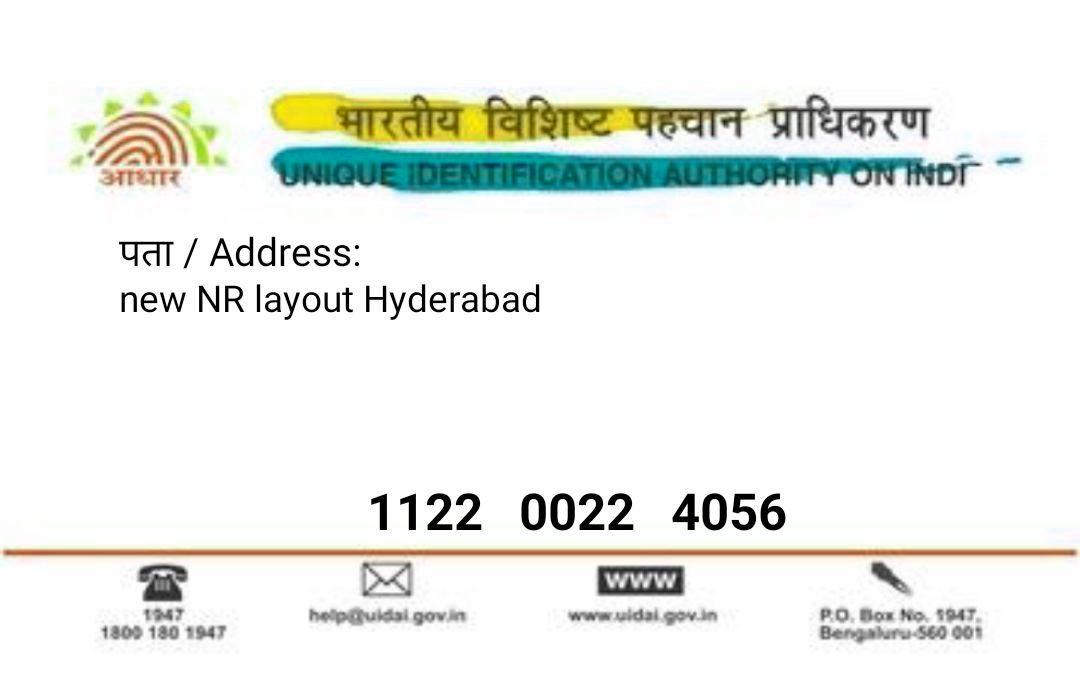 आधार
भारतीय विशिष्ट पहचान प्राधिकरण
UNIQUE IDENTIFICATION AUTHORITY ON INDI
पता / Address:
new NR layout Hyderabad
1122 0022 4056
1947
1800 180 1947
help@uidai.gov.in
WWW
www.uidai.gov.in
P.O. Box No. 1947,
Bengaluru-560 001